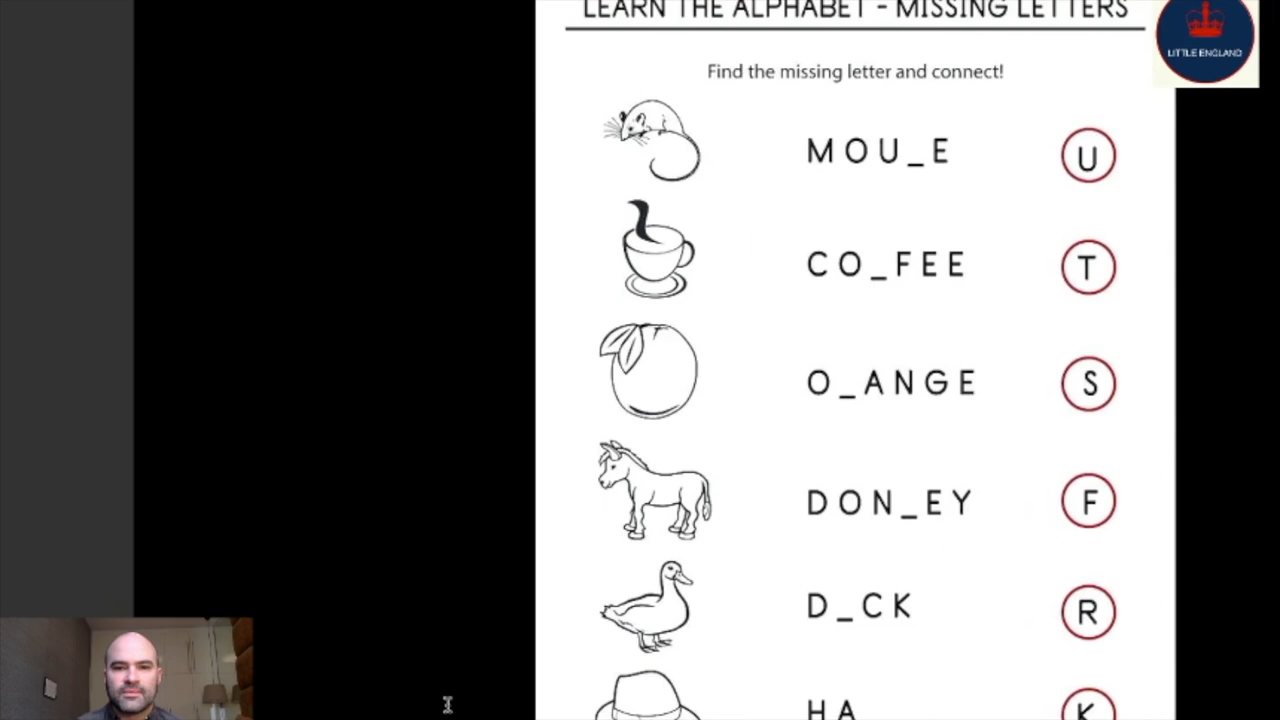 LEARN THE ALPHABET - MISSING LETTERS
LITTLE ENGLAND
Find the missing letter and connect!
MOU_E U
CO_FEE T
O_ANGE S
DON_EY F
D_CK R
HA K